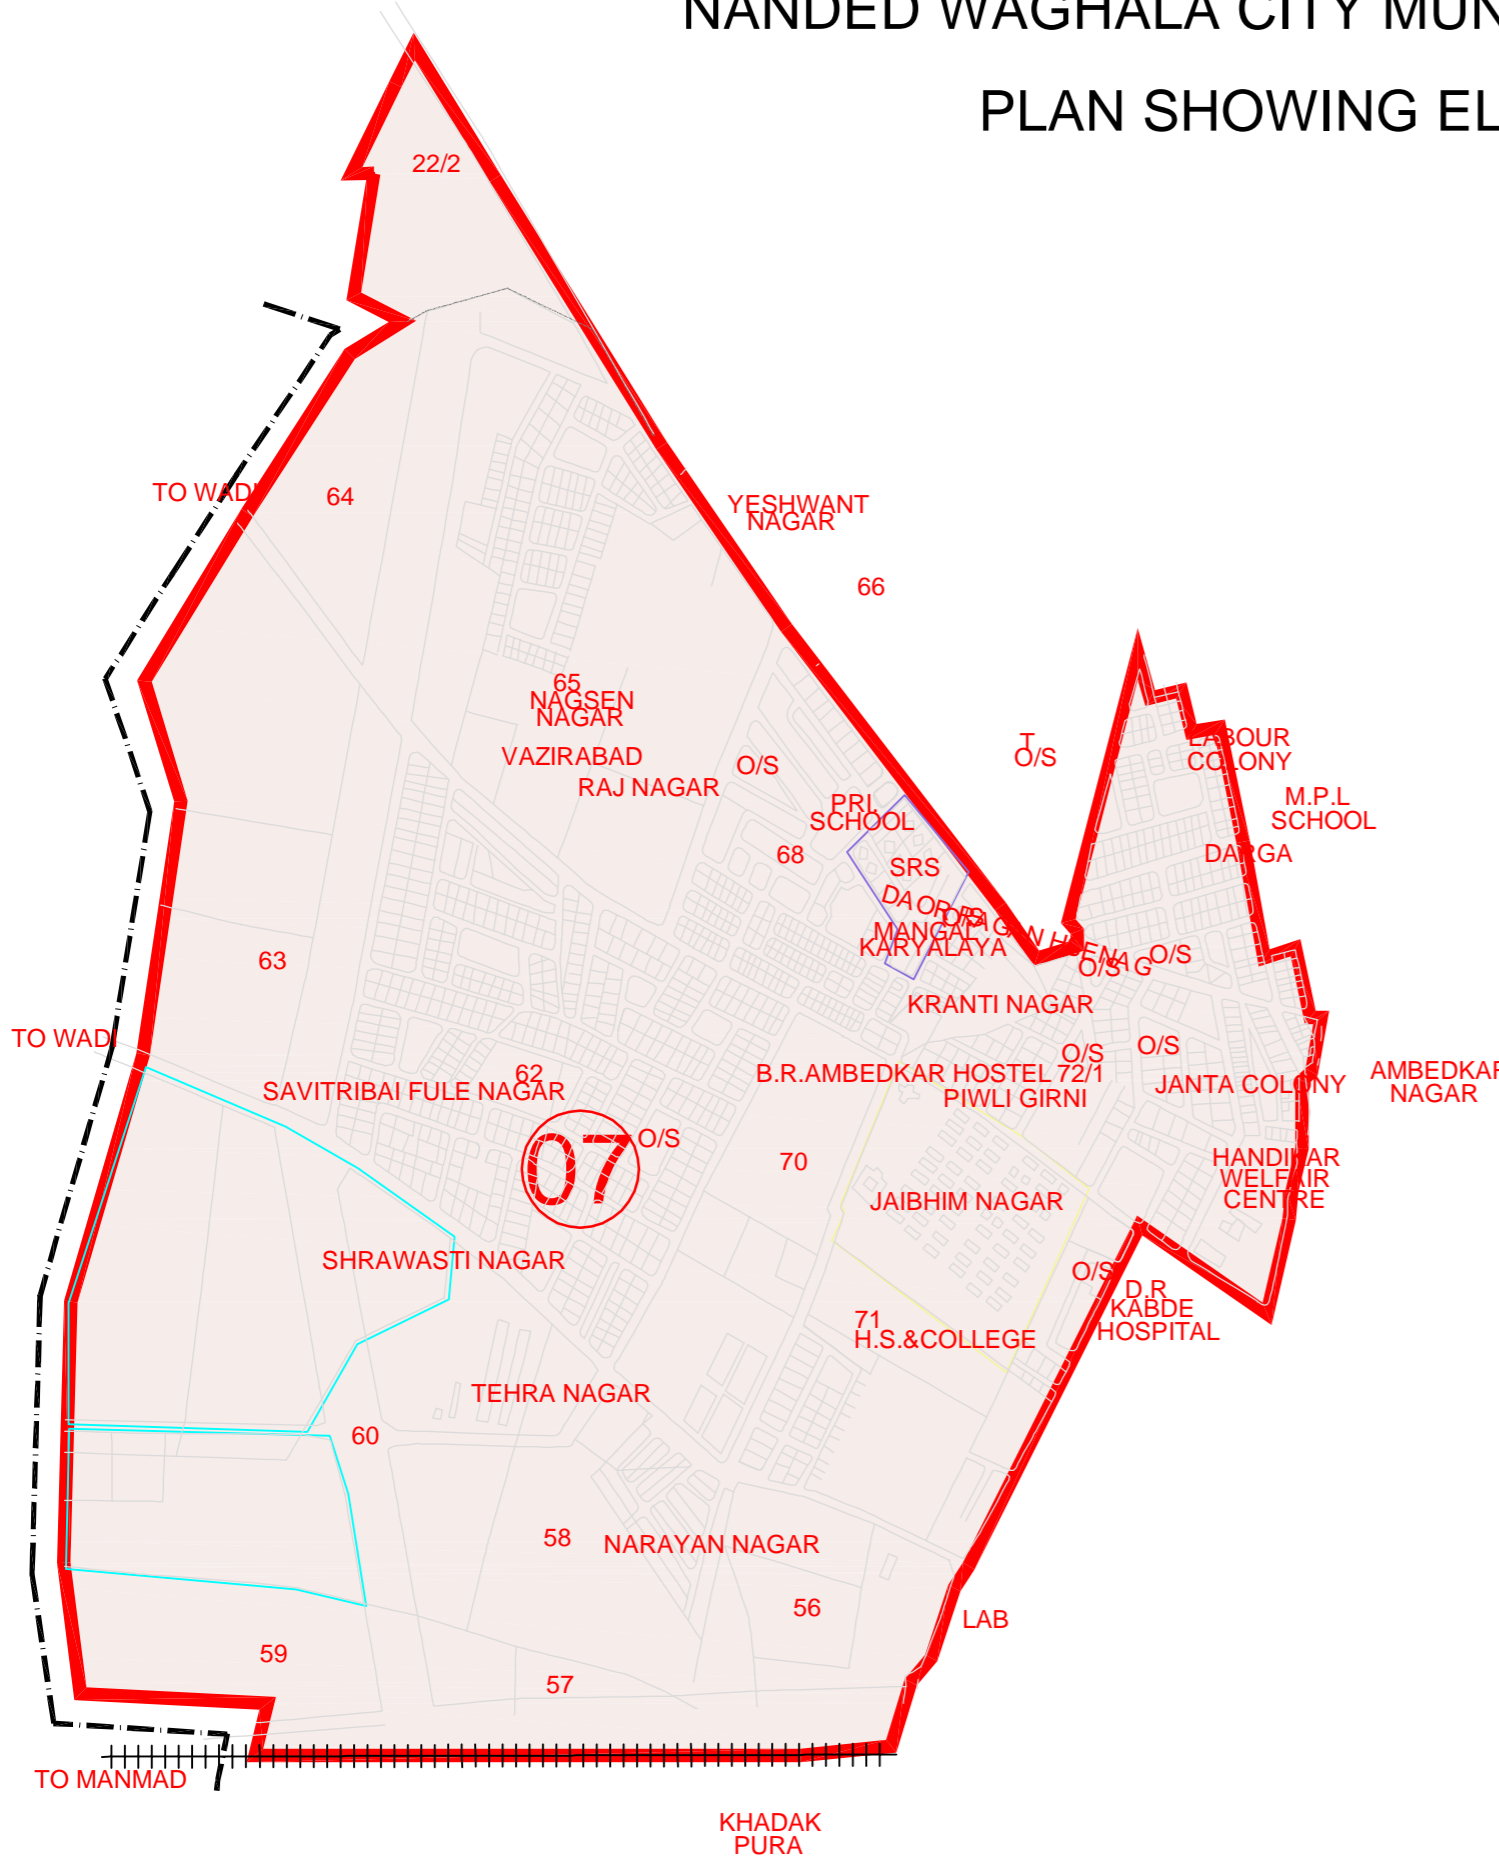 NANDED WAGHALA CITY MUN
PLAN SHOWING EL
22/2
TO WADI
64
YESHWANT
NAGAR
66
65
NAGSEN
NAGAR
VAZIRABAD
RAJ NAGAR
O/S
T
O/S
LABOUR
COLONY
M.P.L
SCHOOL
PRI.
SCHOOL
68
DARGA
SRS
O/S
MANGAL
KARYALAYA
63
O/S
O/S
KRANTI NAGAR
TO WADI
O/S
O/S
62
SAVITRIBAI FULE NAGAR
B.R.AMBEDKAR HOSTEL 72/1
PIWLI GIRNI
JANTA COLONY
AMBEDKAR
NAGAR
07
O/S
70
HANDIKAR
WELFAIR
CENTRE
JAIBHIM NAGAR
SHRAWASTI NAGAR
O/S
D.R
KABDE
HOSPITAL
71
H.S.&COLLEGE
TEHRA NAGAR
60
58
NARAYAN NAGAR
56
LAB
59
57
TO MANMAD
KHADAK
PURA